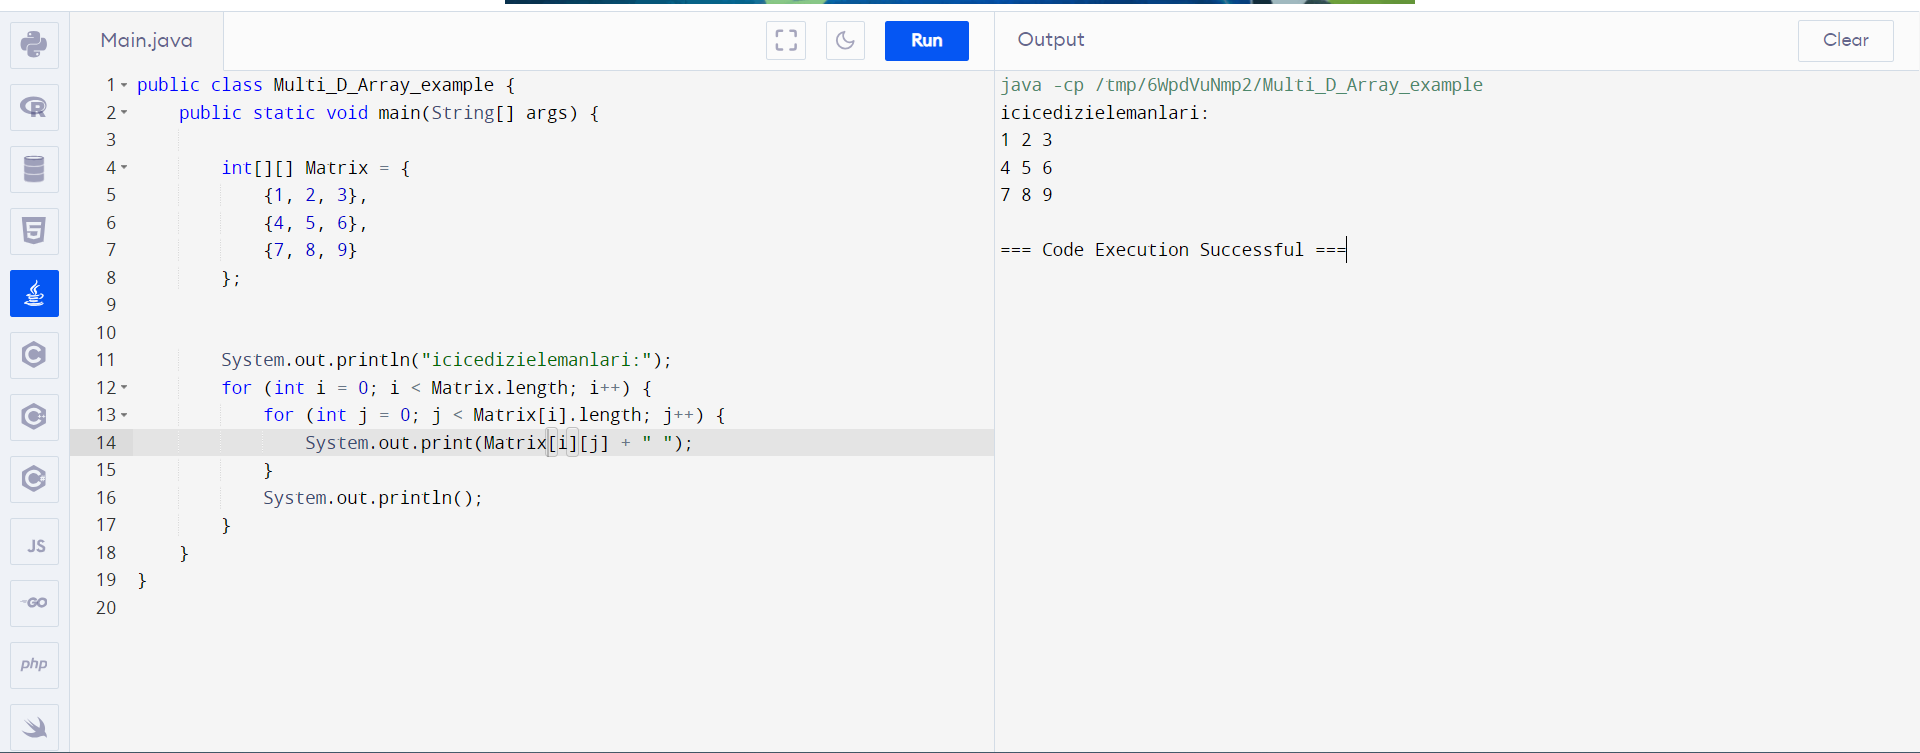 Main.java
Run
1 public class Multi_D_Array_example {
2     public static void main(String[] args) {
3
4         int[][] Matrix = {
5             {1, 2, 3},
6             {4, 5, 6},
7             {7, 8, 9}
8         };
9
10
11         System.out.println("icicedizielemanlari:");
12         for (int i = 0; i < Matrix.length; i++) {
13             for (int j = 0; j < Matrix[i].length; j++) {
14                 System.out.print(Matrix[i][j] + " ");
15             }
16             System.out.println();
17         }
18     }
19 }
20
Output
Clear
java -cp /tmp/6WpdVuNmp2/Multi_D_Array_example
icicedizielemanlari:
1 2 3
4 5 6
7 8 9
=== Code Execution Successful ===
R
5
C
C
C
JS
GO
php